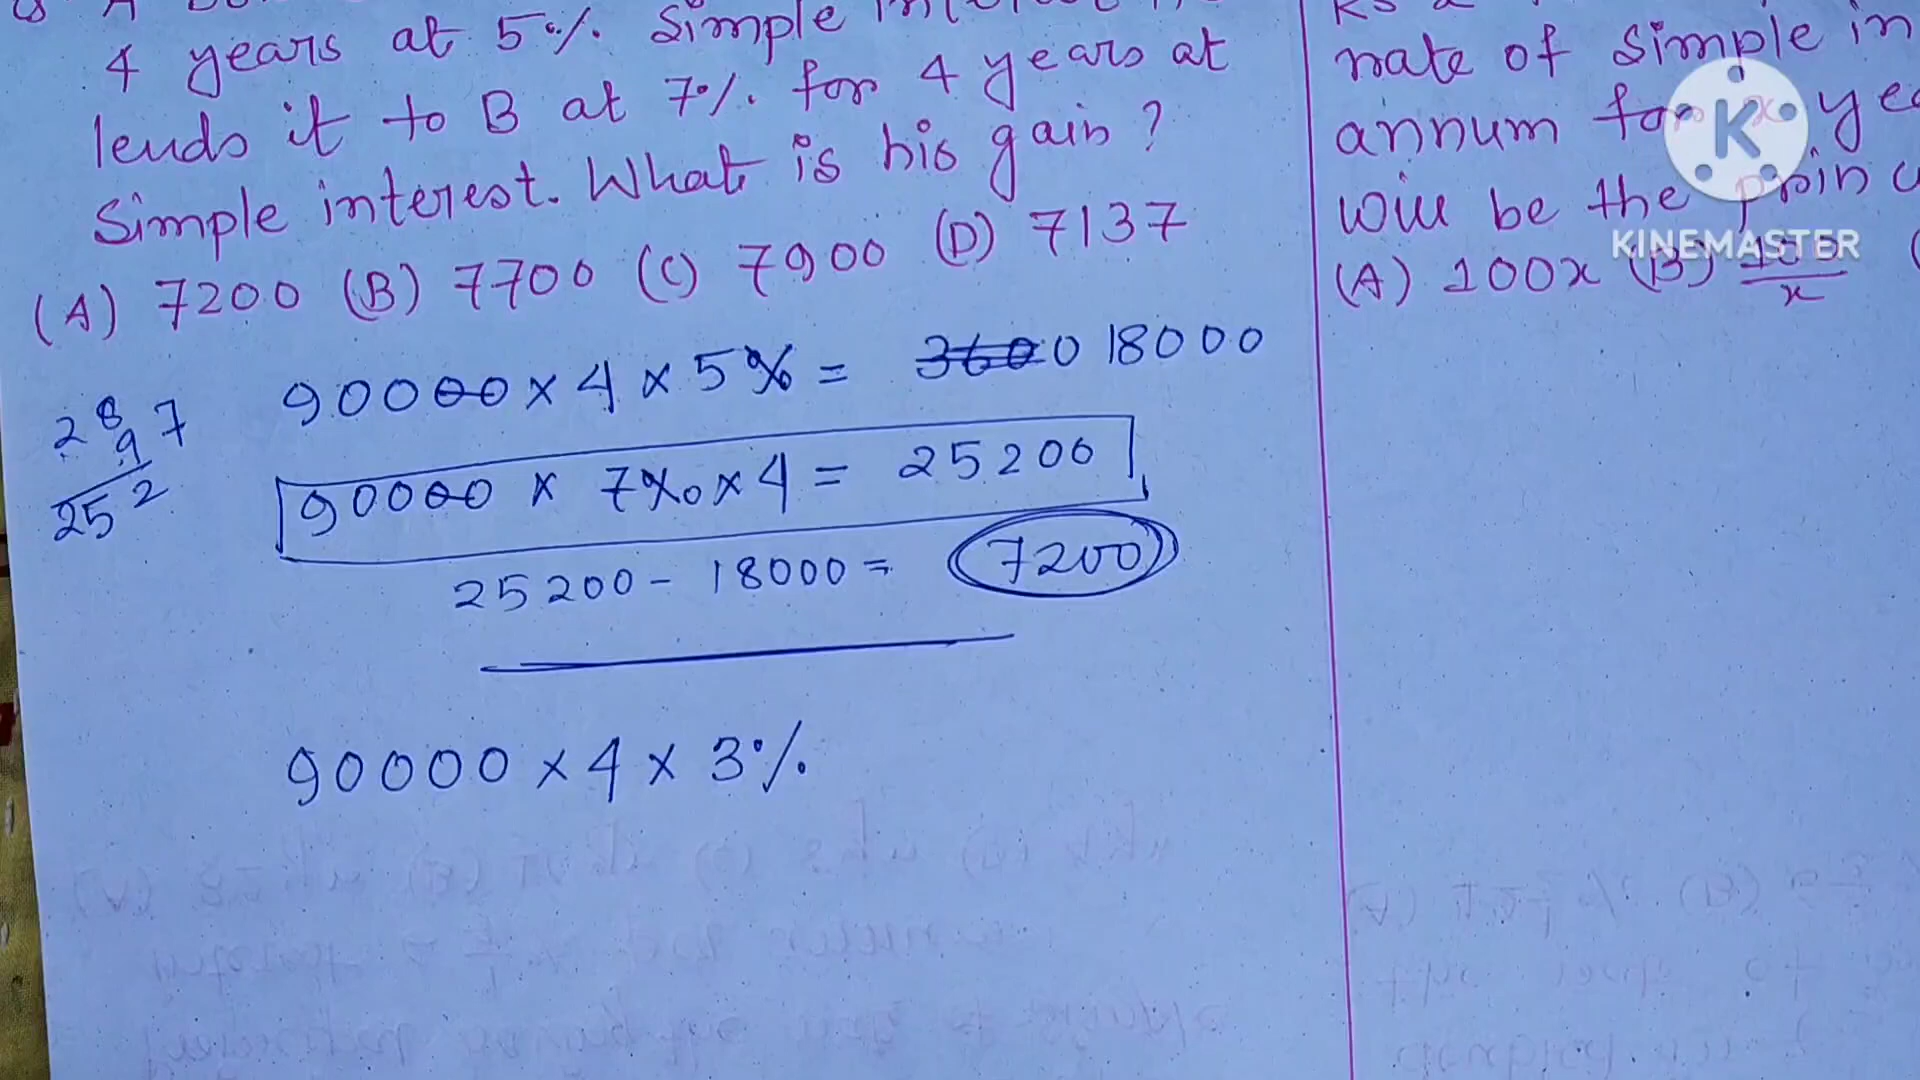 4 years at 5%. Simple
lends it to B at 7%. for 4 years at
Simple interest. What is his gain?
(A) 7200 (B) 7700 (C) 7900 (D) 7137
90000 × 4 × 5% = 3600 18000
2 8 7
9
252
90000 × 7% × 4 = 25200
25200 - 18000 = 7200
90000 × 4 × 3%
rate of simple in
annum for x
will be the
(A) 100x (B) 100/x
K
KINEMASTER